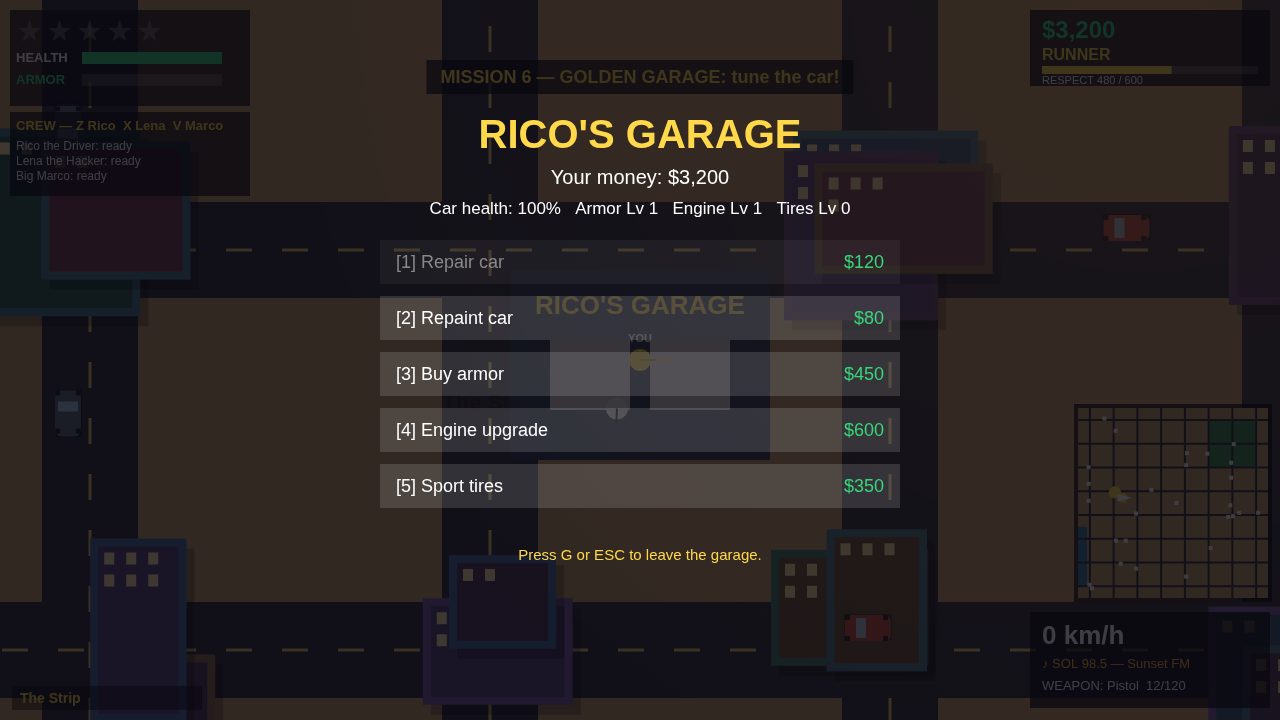 ★ ★ ★ ★ ★
HEALTH
ARMOR
CREW — Z Rico  X Lena  V Marco
Rico the Driver: ready
Lena the Hacker: ready
Big Marco: ready
MISSION 6 — GOLDEN GARAGE: tune the car!
$3,200
RUNNER
RESPECT 480 / 600
RICO'S GARAGE
Your money: $3,200
Car health: 100%   Armor Lv 1   Engine Lv 1   Tires Lv 0
[1] Repair car $120
RICO'S GARAGE
[2] Repaint car $80
YOU
[3] Buy armor $450
[4] Engine upgrade $600
[5] Sport tires $350
Press G or ESC to leave the garage.
0 km/h
♪ SOL 98.5 — Sunset FM
WEAPON: Pistol  12/120
The Strip